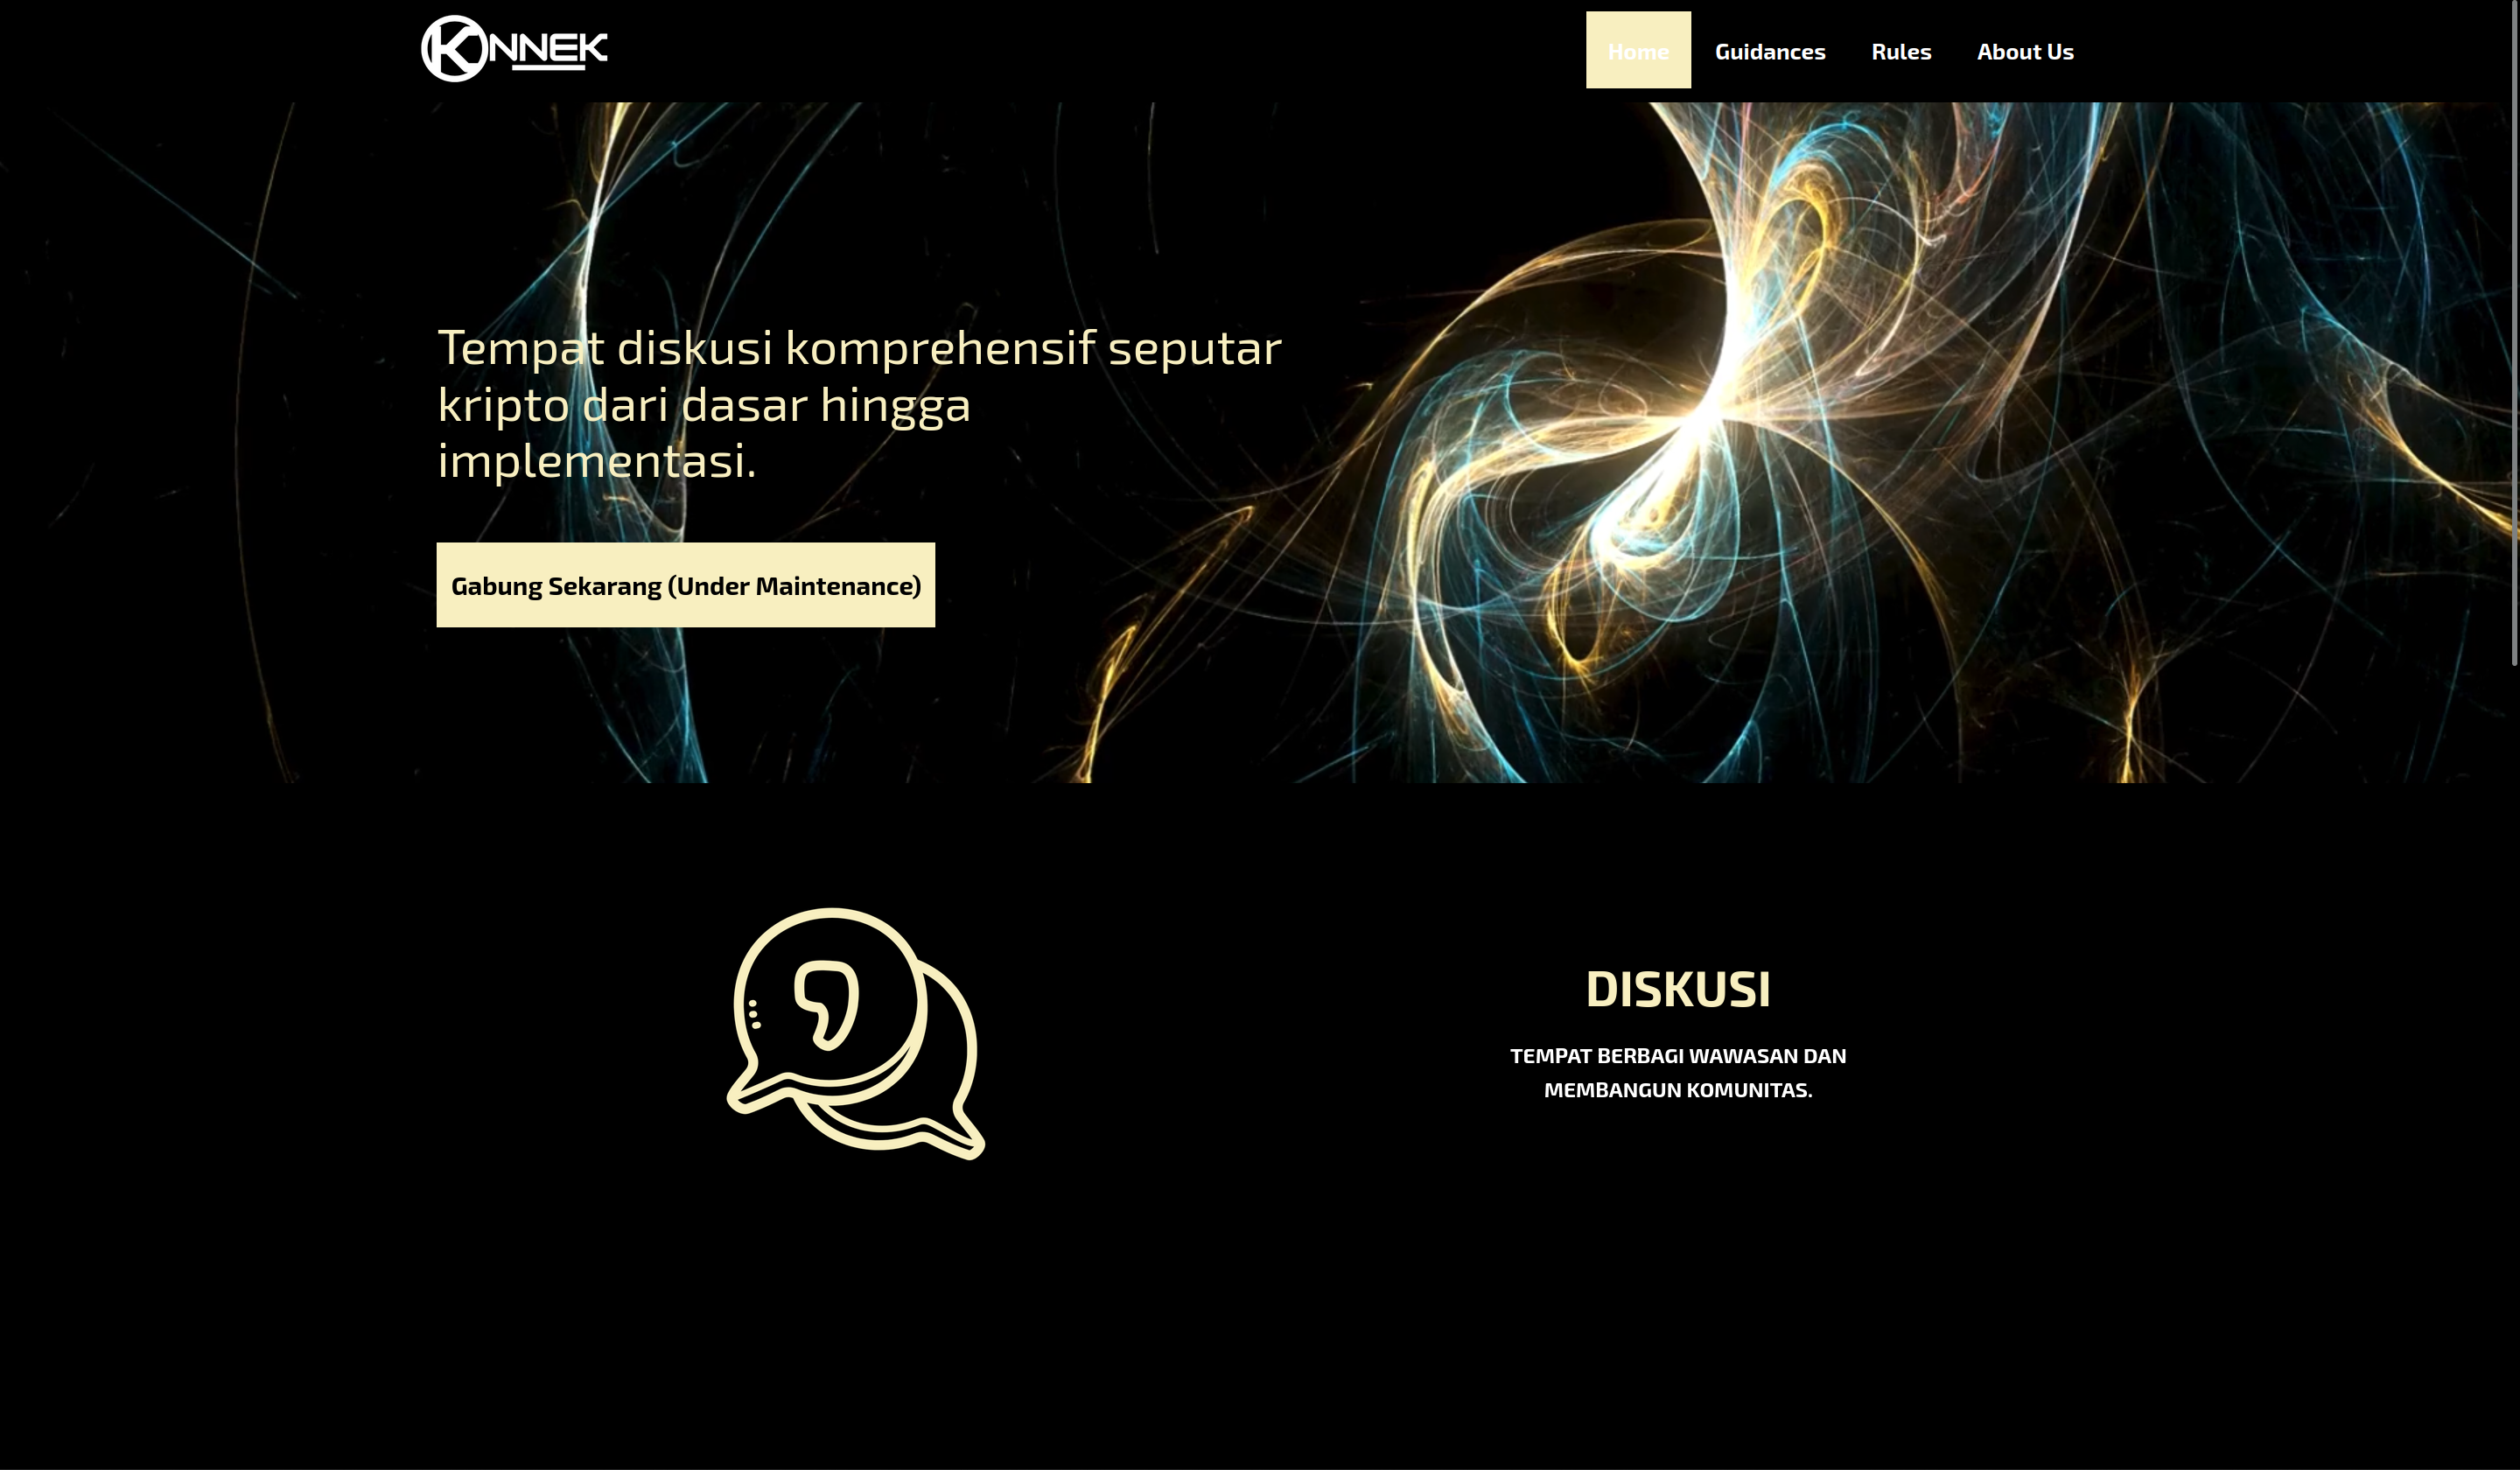 KNNEK
Home
Guidances
Rules
About Us
Tempat diskusi komprehensif seputar
kripto dari dasar hingga
implementasi.
Gabung Sekarang (Under Maintenance)
DISKUSI
TEMPAT BERBAGI WAWASAN DAN
MEMBANGUN KOMUNITAS.